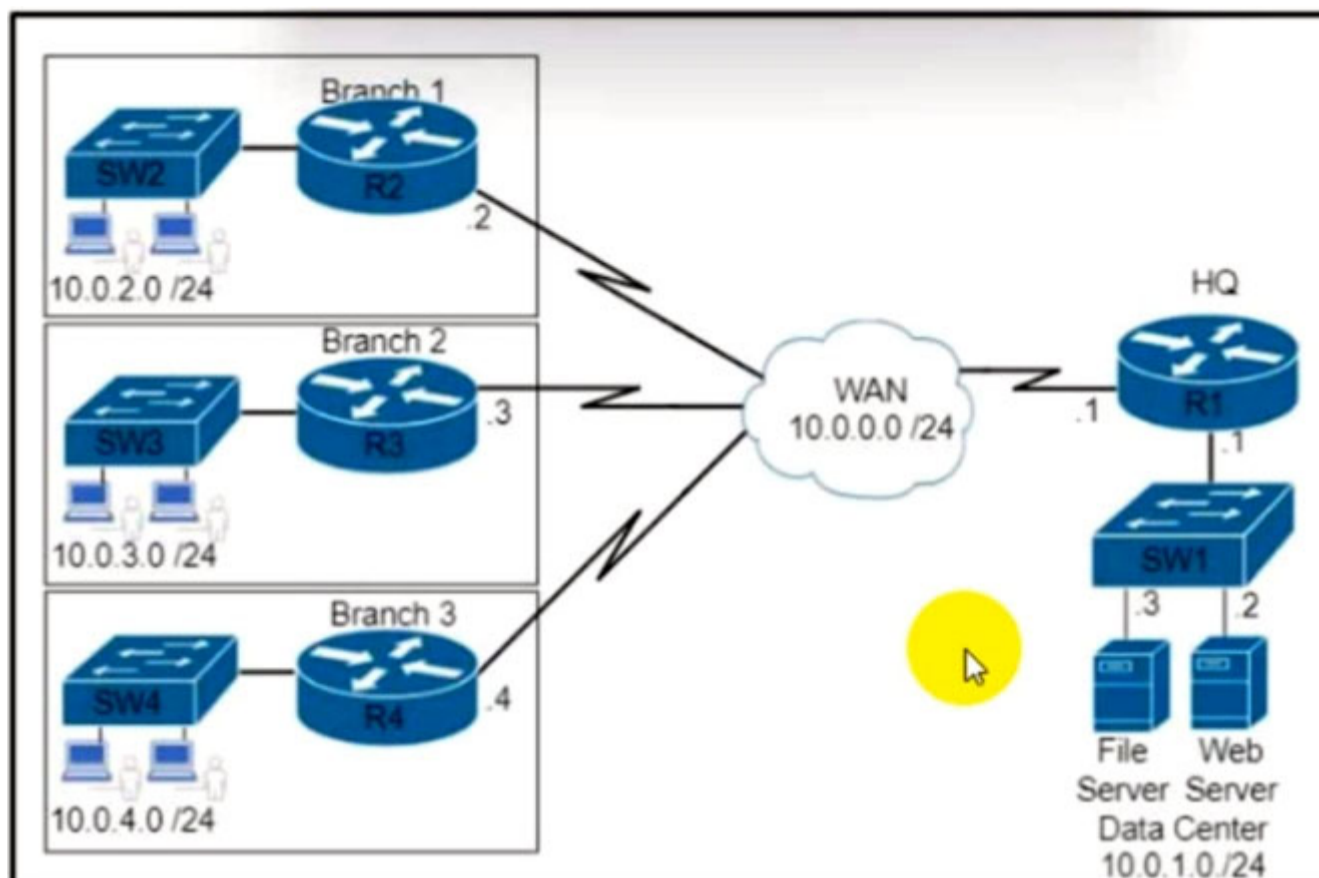 Branch 1
SW2
R2
.2
10.0.2.0 /24
Branch 2
SW3
R3
.3
10.0.3.0 /24
Branch 3
SW4
R4
.4
10.0.4.0 /24
WAN
10.0.0.0 /24
HQ
R1
.1
.1
SW1
.3
.2
File Web
Server Server
Data Center
10.0.1.0./24